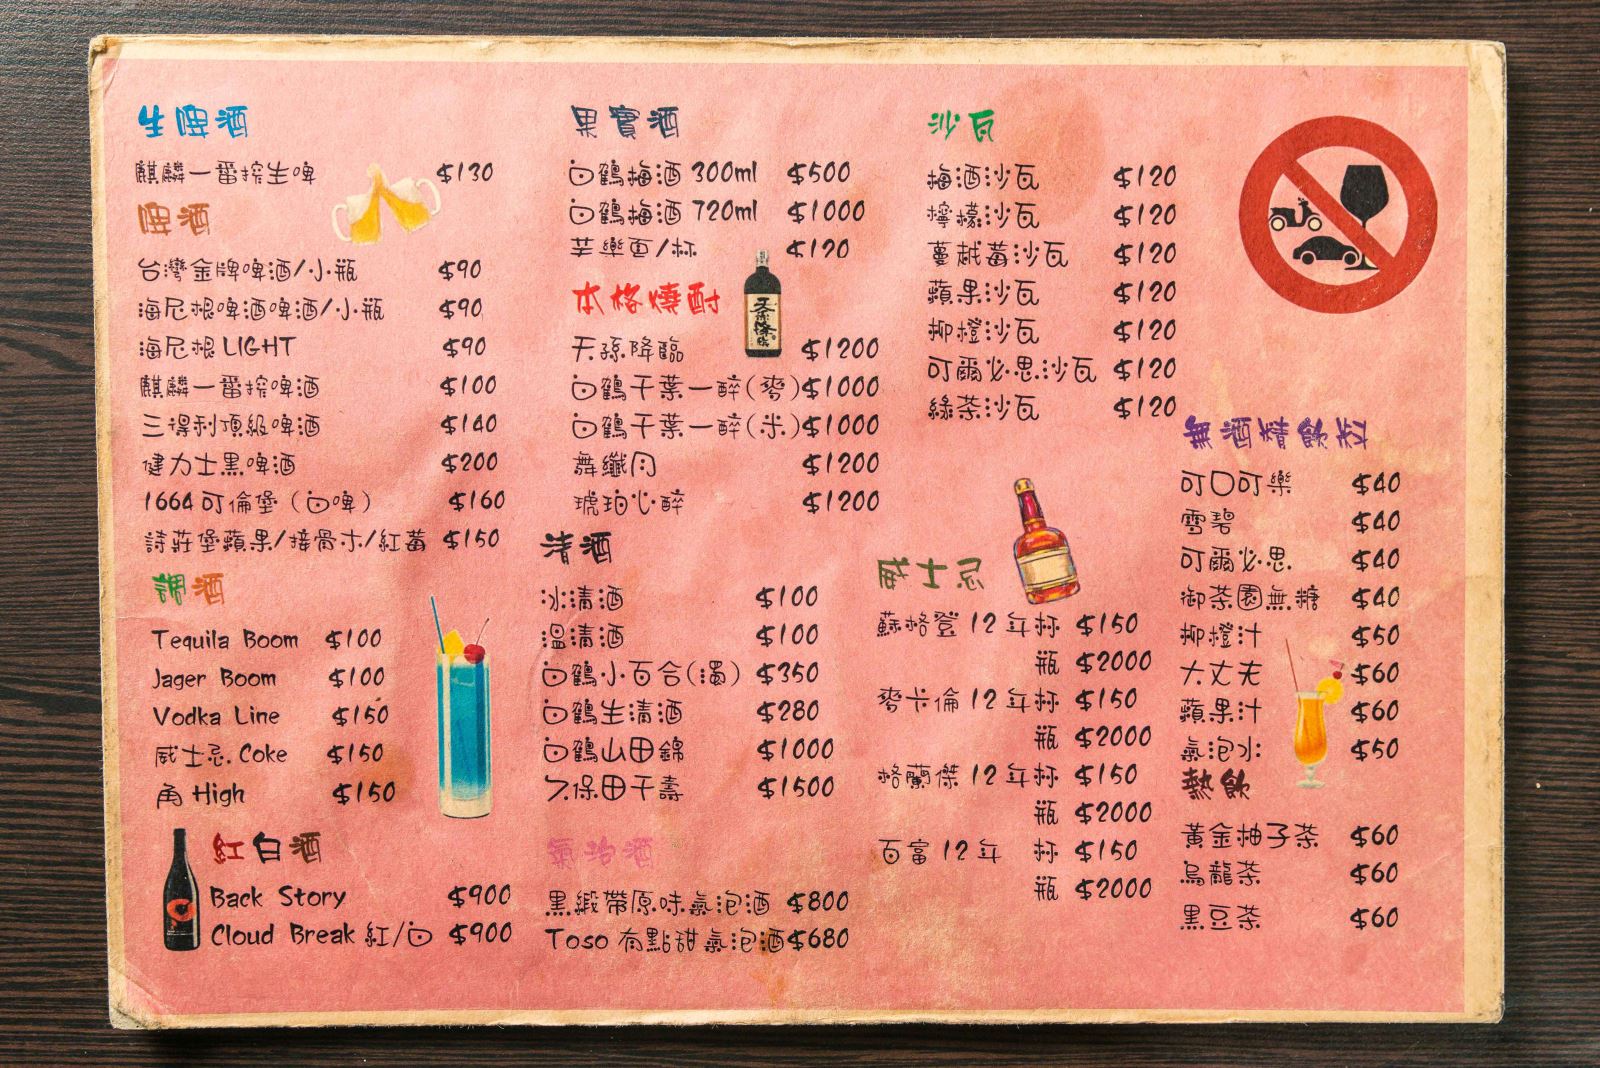 生啤酒
麒麟一番搾生啤 $130
啤酒
台灣金牌啤酒/小瓶 $90
海尼根啤酒啤酒/小瓶 $90
海尼根 LIGHT $90
麒麟一番搾啤酒 $100
三得利頂級啤酒 $140
健力士黑啤酒 $200
1664可倫堡（白啤） $160
詩莊堡蘋果/接骨木/紅莓 $150
調酒
Tequila Boom $100
Jager Boom $100
Vodka Line $150
威士忌Coke $150
角High $150
紅白酒
Back Story $900
Cloud Break 紅/白 $900
果實酒
白鶴梅酒 300ml $500
白鶴梅酒 720ml $1000
芒樂頁/杯 $120
本格燒酎
天孫降臨 $1200
白鶴千葉一醉(麥) $1000
白鶴千葉一醉(米) $1000
舞纖月 $1200
琥珀心醉 $1200
清酒
冰清酒 $100
溫清酒 $100
白鶴小百合(濁) $350
白鶴生清酒 $280
白鶴山田錦 $1000
久保田千壽 $1500
氣泡酒
黑緞帶原味氣泡酒 $800
Toso 有點甜氣泡酒 $680
沙瓦
梅酒沙瓦 $120
檸檬沙瓦 $120
蔓越莓沙瓦 $120
蘋果沙瓦 $120
柳橙沙瓦 $120
可爾必思沙瓦 $120
綠茶沙瓦 $120
威士忌
蘇格登 12 年杯 $150
瓶 $2000
麥卡倫 12 年杯 $150
瓶 $2000
格蘭傑 12 年杯 $150
瓶 $2000
百富 12 年 杯 $150
瓶 $2000
無酒精飲料
可口可樂 $40
雪碧 $40
可爾必思 $40
御茶園無糖 $40
柳橙汁 $50
大丈夫 $60
蘋果汁 $60
氣泡水 $50
熱飲
黃金柚子茶 $60
烏龍茶 $60
黑豆茶 $60